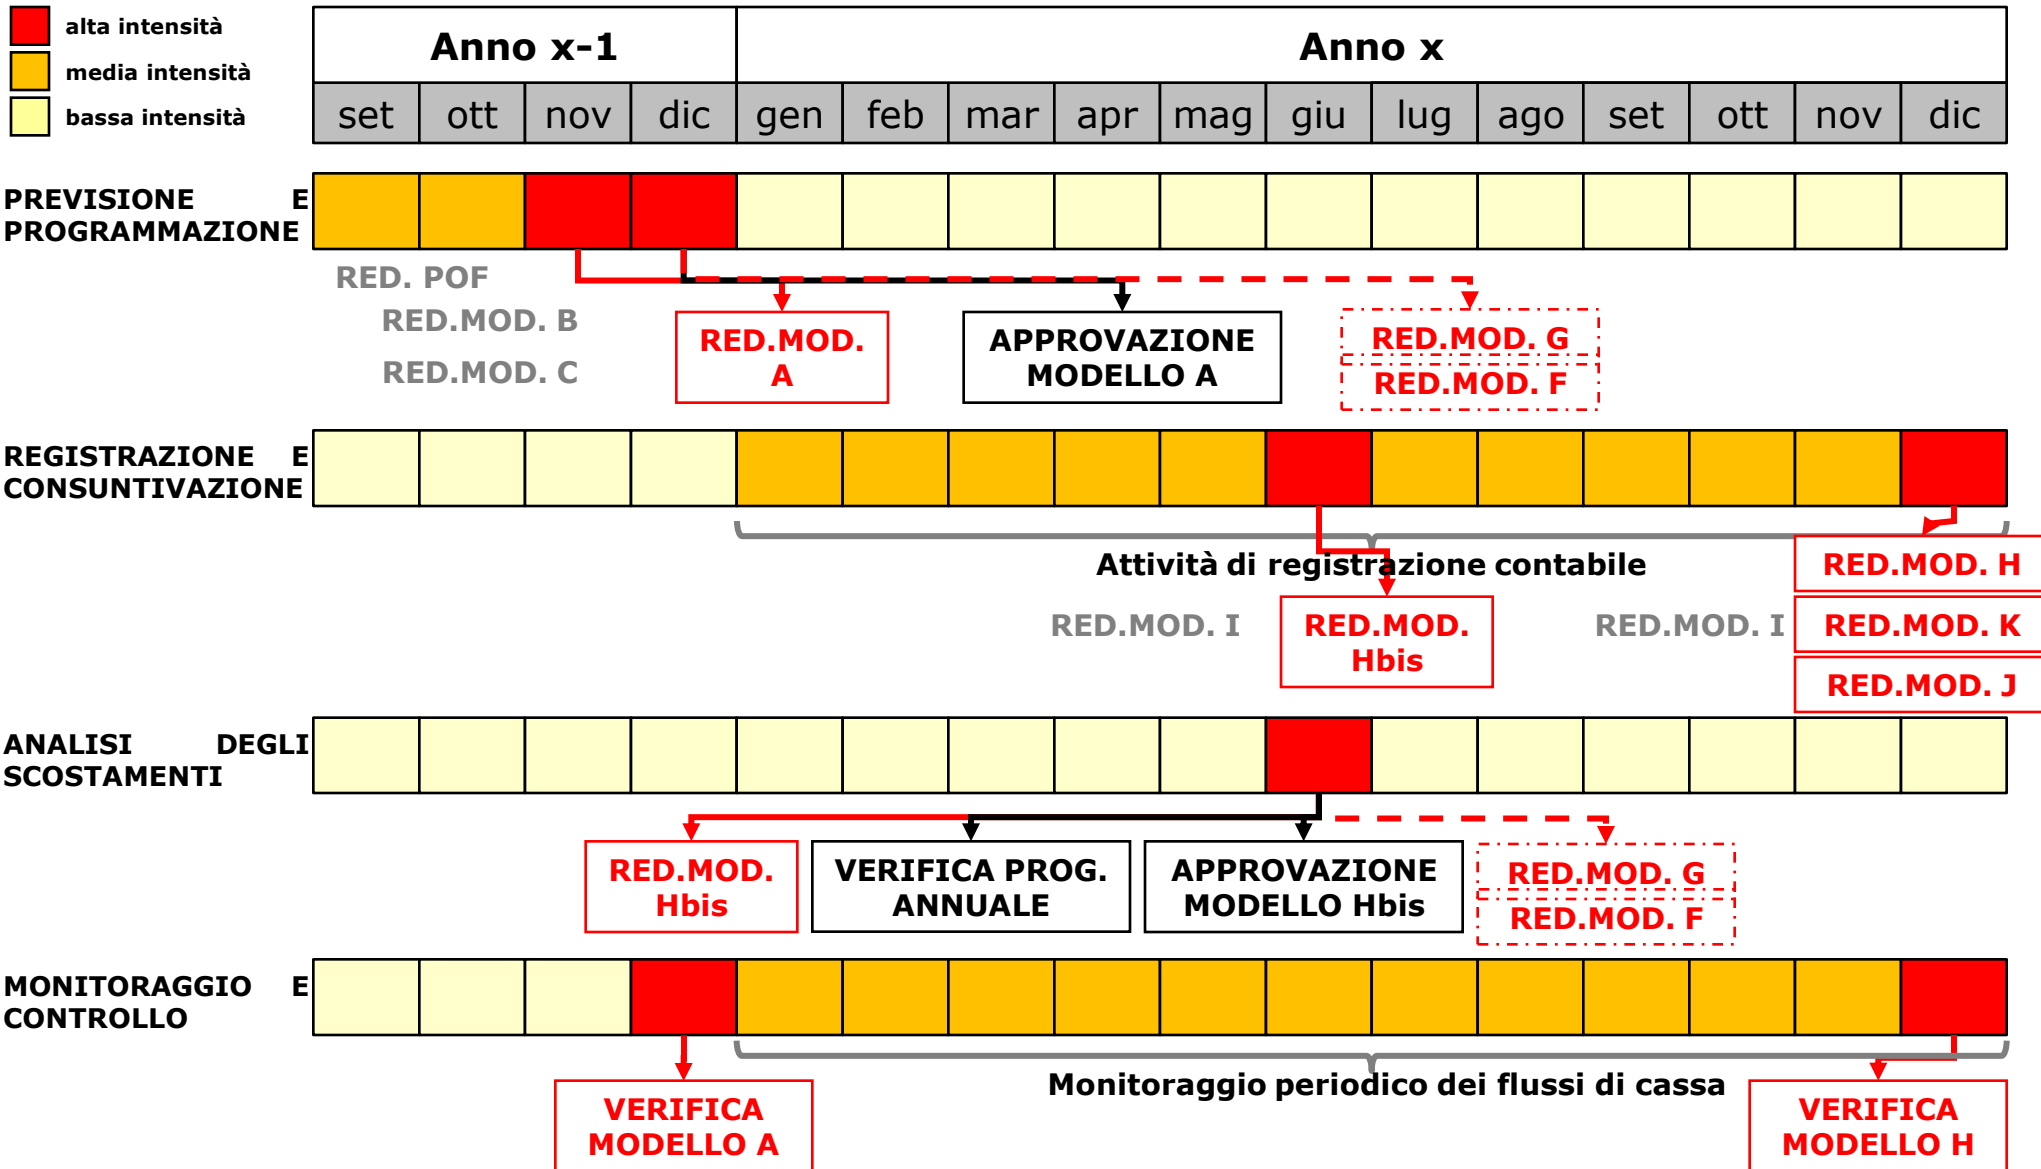 alta intensità
media intensità
bassa intensità
Anno x-1
Anno x
set ott nov dic gen feb mar apr mag giu lug ago set ott nov dic
PREVISIONE E
PROGRAMMAZIONE
RED. POF
RED.MOD. B
RED.MOD. C
RED.MOD.
A
APPROVAZIONE
MODELLO A
RED.MOD. G
RED.MOD. F
REGISTRAZIONE E
CONSUNTIVAZIONE
Attività di registrazione contabile
RED.MOD. I
RED.MOD.
Hbis
RED.MOD. I
RED.MOD. H
RED.MOD. K
RED.MOD. J
ANALISI DEGLI
SCOSTAMENTI
RED.MOD.
Hbis
VERIFICA PROG.
ANNUALE
APPROVAZIONE
MODELLO Hbis
RED.MOD. G
RED.MOD. F
MONITORAGGIO E
CONTROLLO
Monitoraggio periodico dei flussi di cassa
VERIFICA
MODELLO A
VERIFICA
MODELLO H